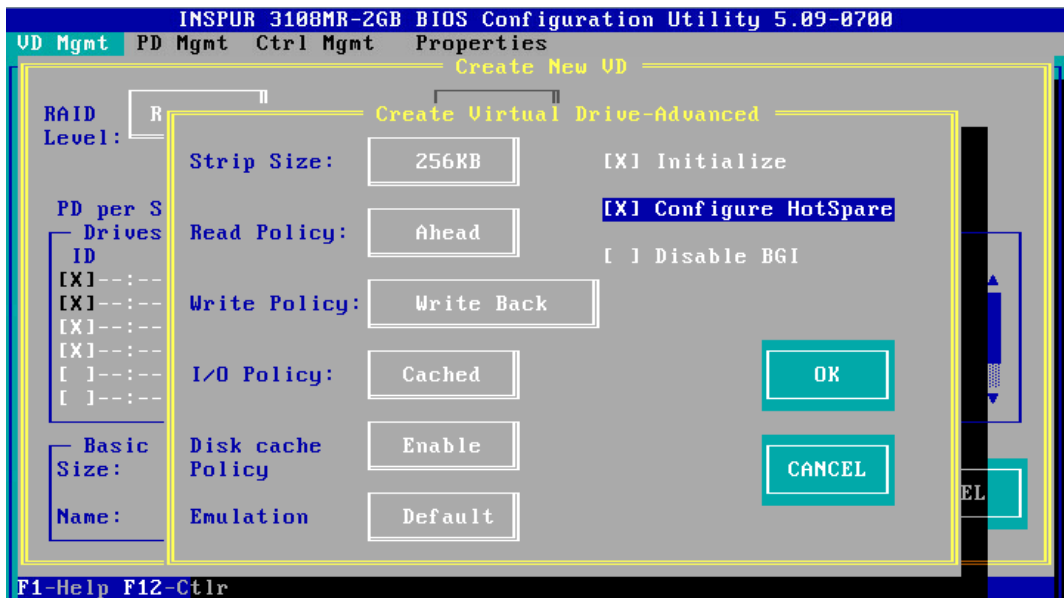 INSPUR 3108MR-2GB BIOS Configuration Utility 5.09-0700
VD Mgmt PD Mgmt Ctrl Mgmt Properties
Create New VD
RAID Level:
R
Create Virtual Drive-Advanced
Strip Size: 256KB [X] Initialize
PD per S
[X] Configure HotSpare
Drives
Read Policy: Ahead
ID
[ ] Disable BGI
[X]--:--
[X]--:--
Write Policy: Write Back
[X]--:--
[X]--:--
[ ]--:--
I/O Policy: Cached
OK
[ ]--:--
Basic
Disk cache Policy
Enable
Size:
CANCEL
EL
Name:
Emulation Default
F1-Help F12-Ctlr